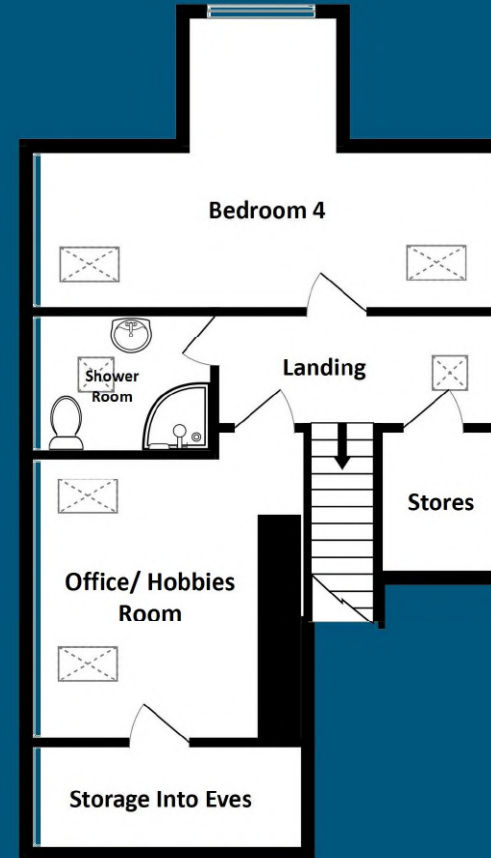 Bedroom 4
Landing
Shower
Room
Stores
Office/ Hobbies
Room
Storage Into Eves